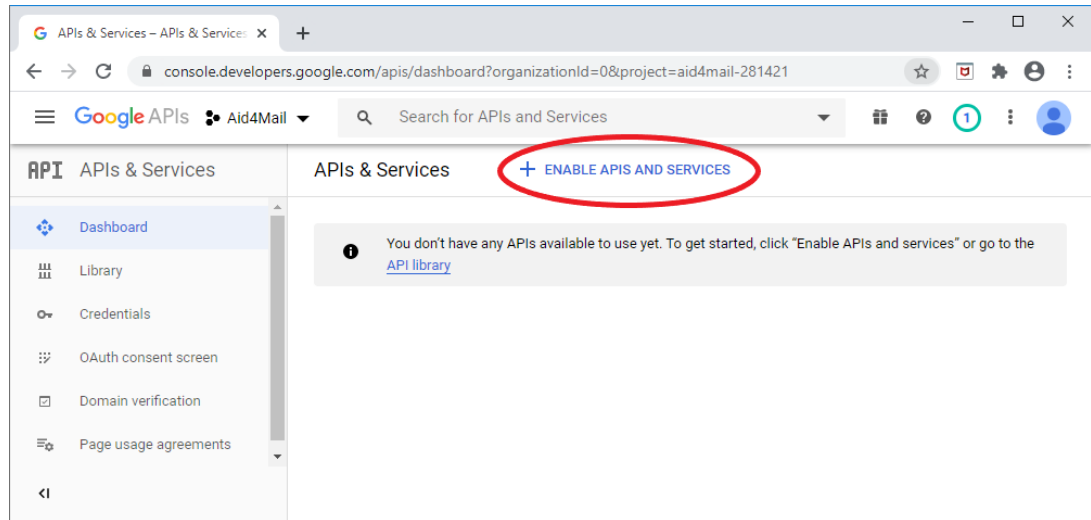 APIs & Services – APIs & Services
console.developers.google.com/apis/dashboard?organizationId=0&project=aid4mail-281421
Google APIs Aid4Mail Search for APIs and Services 1
API APIs & Services
APIs & Services + ENABLE APIS AND SERVICES
Dashboard
Library
Credentials
OAuth consent screen
Domain verification
Page usage agreements
You don't have any APIs available to use yet. To get started, click "Enable APIs and services" or go to the
API library